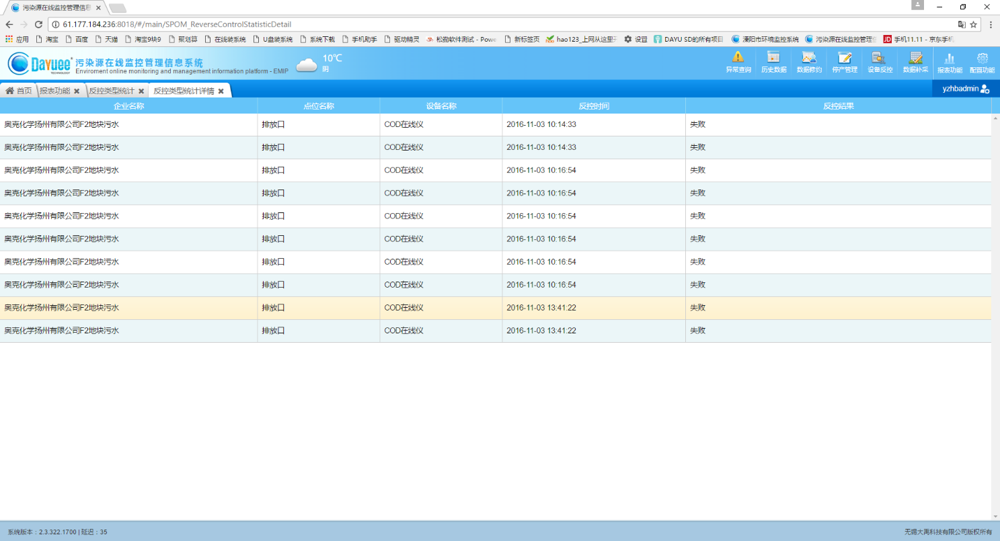 污染源在线监控管理信息
61.177.184.236:8018/#/main/SPOM_ReverseControlStatisticDetail
应用 淘宝 百度 天猫 淘宝9块9 聚划算 在线装系统 U盘装系统 系统下载 手机助手 驱动精灵 松勤软件测试 - Powe 新标签页 hao123_上网从这里开 设置 DAYU SD的所有项目 溧阳市环境监控系统 污染源在线监控管理信 JD 手机11.11 - 京东手机
Dayuee TECHNOLOGY 污染源在线监控管理信息系统 10℃
Enviroment online monitoring and management information platform - EMIP 阴
异常查询 历史数据 数据修约 停产管理 设备反控 数据补采 报表功能 配置功能
首页 报表功能 反控类型统计 反控类型统计详情 yzhbadmin
企业名称 点位名称 设备名称 反控时间 反控结果
奥克化学扬州有限公司F2地块污水 排放口 COD在线仪 2016-11-03 10:14:33 失败
奥克化学扬州有限公司F2地块污水 排放口 COD在线仪 2016-11-03 10:14:33 失败
奥克化学扬州有限公司F2地块污水 排放口 COD在线仪 2016-11-03 10:16:54 失败
奥克化学扬州有限公司F2地块污水 排放口 COD在线仪 2016-11-03 10:16:54 失败
奥克化学扬州有限公司F2地块污水 排放口 COD在线仪 2016-11-03 10:16:54 失败
奥克化学扬州有限公司F2地块污水 排放口 COD在线仪 2016-11-03 10:16:54 失败
奥克化学扬州有限公司F2地块污水 排放口 COD在线仪 2016-11-03 10:16:54 失败
奥克化学扬州有限公司F2地块污水 排放口 COD在线仪 2016-11-03 10:16:54 失败
奥克化学扬州有限公司F2地块污水 排放口 COD在线仪 2016-11-03 13:41:22 失败
奥克化学扬州有限公司F2地块污水 排放口 COD在线仪 2016-11-03 13:41:22 失败
系统版本：2.3.322.1700 | 延迟：35 无锡大禹科技有限公司版权所有